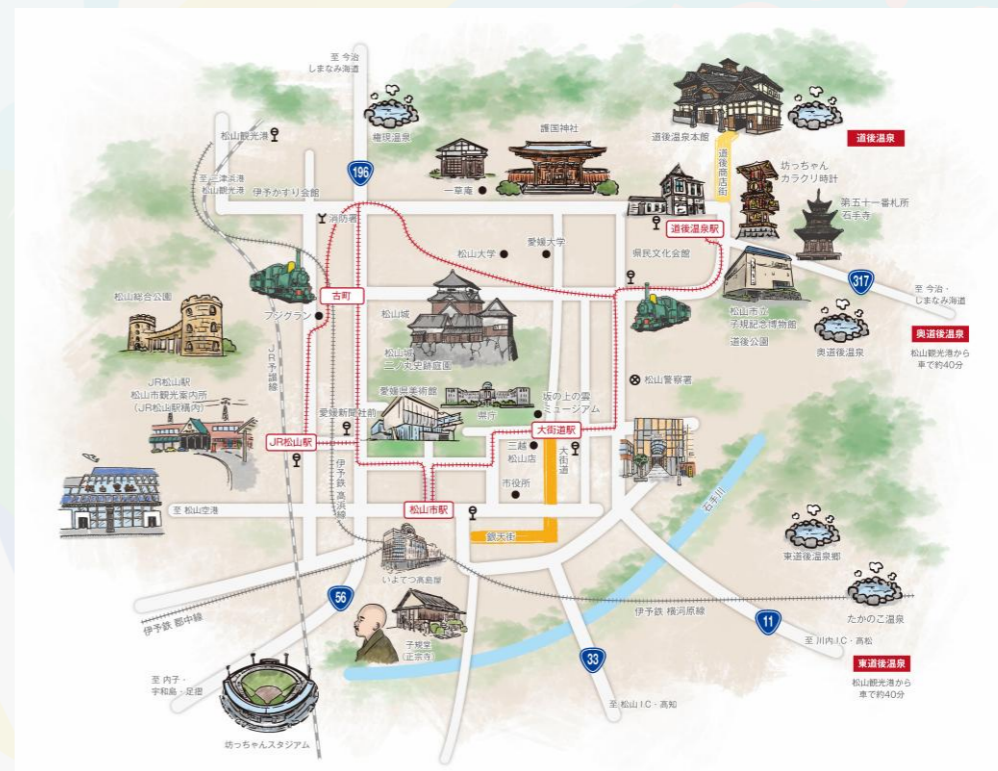 至 今治
しまなみ海道
松山観光港
権現温泉
護国神社
道後温泉本館
道後温泉
196
至 三津浜港
松山観光港
伊予かすり会館
一草庵
道後商店街
坊っちゃん
カラクリ時計
第五十一番札所
石手寺
消防署
松山大学
愛媛大学
道後温泉駅
県民文化会館
317
至 今治・
しまなみ海道
古町
松山総合公園
フジグラン
松山城
松山城
二ノ丸史跡庭園
松山市立
子規記念博物館
道後公園
奥道後温泉
奥道後温泉
松山観光港から
車で約40分
JR予讃線
JR松山駅
松山市観光案内所
(JR松山駅構内)
愛媛新聞社前
愛媛県美術館
県庁
坂の上の雲
ミュージアム
松山警察署
JR松山駅
大街道駅
三越
松山店
大街道
市役所
伊予鉄 高浜線
石手川
至 松山空港
松山市駅
銀天街
東道後温泉郷
いよてつ高島屋
伊予鉄 郡中線
56
伊予鉄 横河原線
たかのこ温泉
11
子規堂
(正宗寺
33
至 川内I.C・高松
東道後温泉
松山観光港から
車で約40分
至 内子・
宇和島・足摺
至 松山I.C・高知
坊っちゃんスタジアム